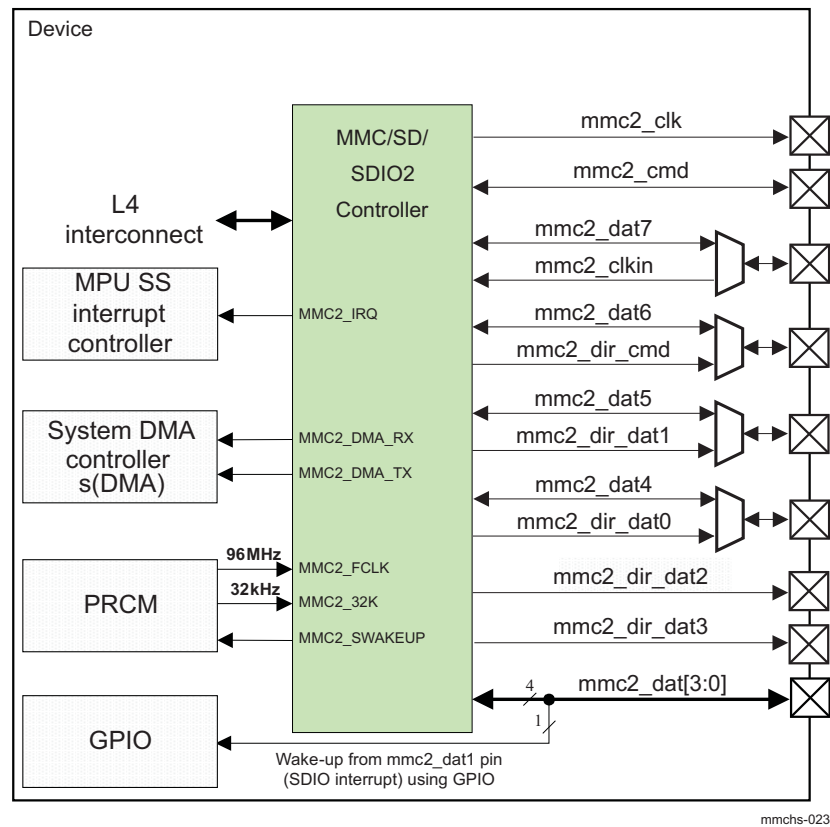 Device
MMC/SD/
SDIO2
Controller
L4
interconnect
MPU SS
interrupt
controller
System DMA
controller
s(DMA)
PRCM
GPIO
MMC2_IRQ
MMC2_DMA_RX
MMC2_DMA_TX
96MHz
MMC2_FCLK
32kHz
MMC2_32K
MMC2_SWAKEUP
mmc2_clk
mmc2_cmd
mmc2_dat7
mmc2_clkin
mmc2_dat6
mmc2_dir_cmd
mmc2_dat5
mmc2_dir_dat1
mmc2_dat4
mmc2_dir_dat0
mmc2_dir_dat2
mmc2_dir_dat3
4
mmc2_dat[3:0]
1
Wake-up from mmc2_dat1 pin
(SDIO interrupt) using GPIO
mmchs-023